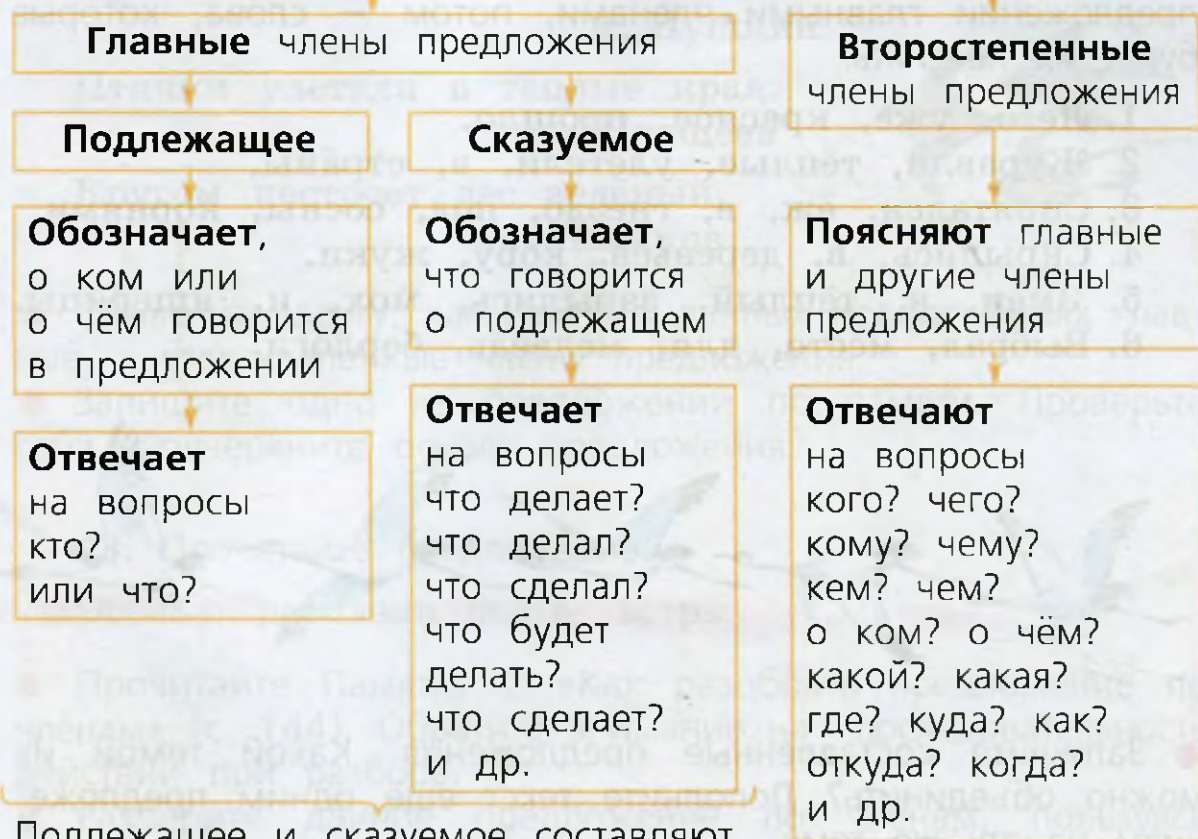 Главные члены предложения
Второстепенные
члены предложения
Подлежащее
Сказуемое
Обозначает,
о ком или
о чём говорится
в предложении
Обозначает,
что говорится
о подлежащем
Поясняют главные
и другие члены
предложения
Отвечает
на вопросы
кто?
или что?
Отвечает
на вопросы
что делает?
что делал?
что сделал?
что будет
делать?
что сделает?
и др.
Отвечают
на вопросы
кого? чего?
кому? чему?
кем? чем?
о ком? о чём?
какой? какая?
где? куда? как?
откуда? когда?
и др.
Подлежащее и сказуемое составляют